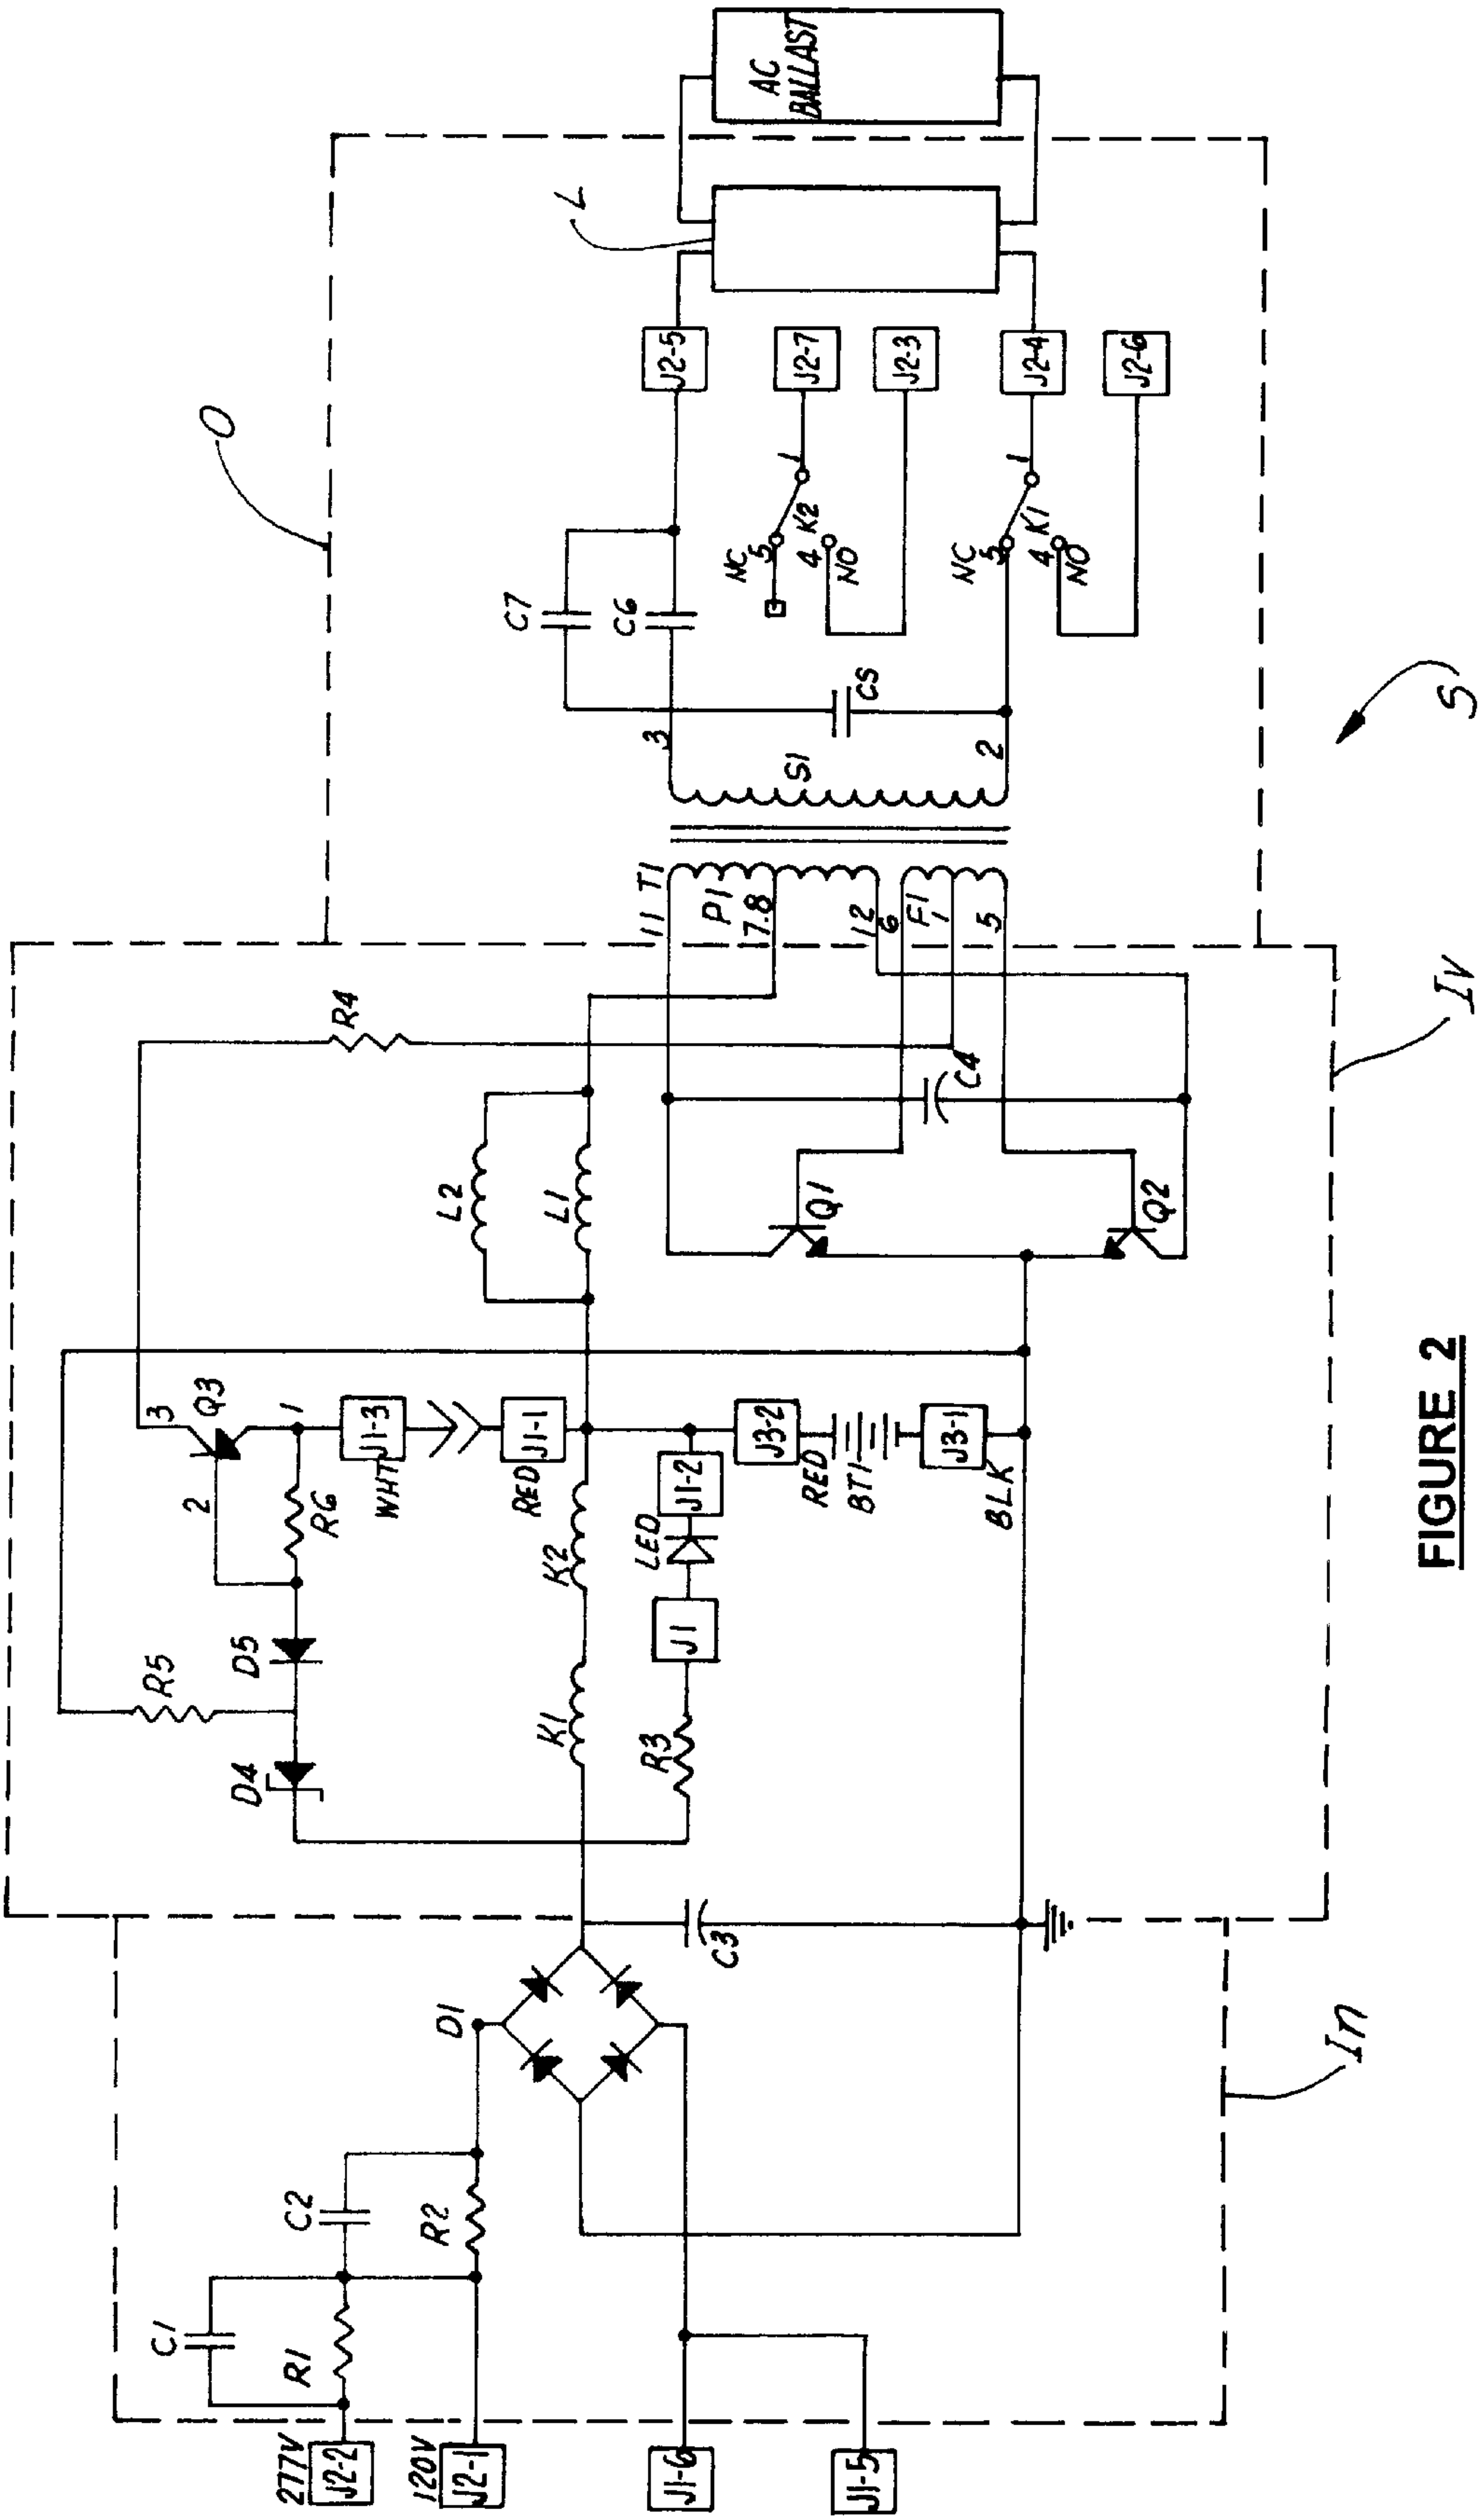 277V
J2-2
120V
J2-1
J1-6
J1-5
C1
R1
C2
R2
D1
C3
In
D4
R5
D5
R6
2
Q3
3
1
J1-3
WHT
J1-1
RED
K1
K2
R3
J1
LED
J1-2
J3-2
RED
BT1
J3-1
BLK
L2
L1
R4
Q1
Q2
C4
Iv
11
T1
P1
7.8
12
6
F1
1
5
S1
3
2
C5
C7
C6
NC
5
K2
4
NO
1
NC
5
K1
4
NO
1
J2-5
J2-7
J2-3
J2-4
J2-6
O
L
AC
BALLAST
S
FIGURE 2